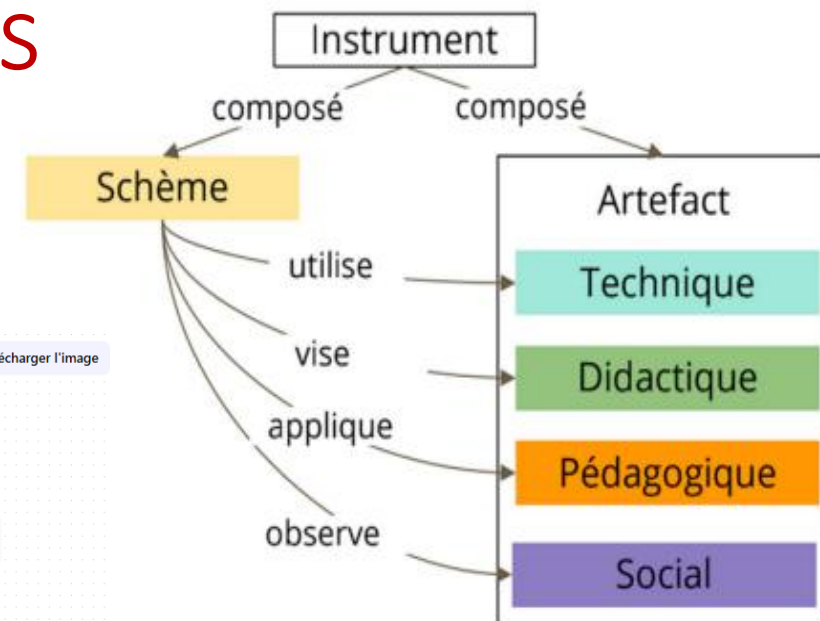 S
Instrument
composé
composé
Schème
Artefact
utilise
Technique
écharger l'image
vise
Didactique
applique
Pédagogique
observe
Social